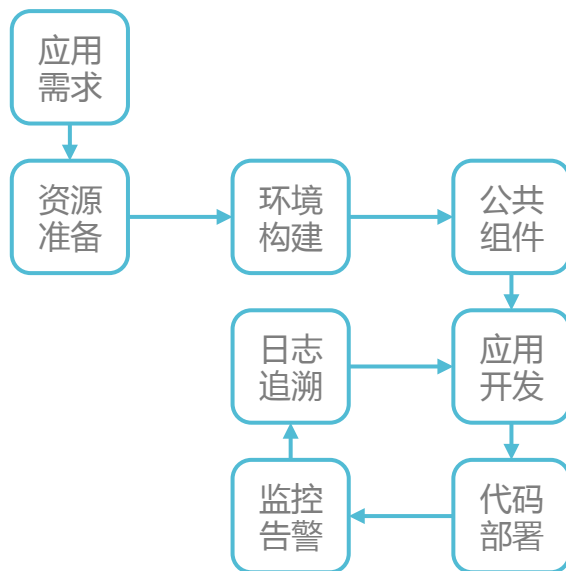 应用
需求
资源
准备
环境
构建
公共
组件
日志
追溯
应用
开发
监控
告警
代码
部署